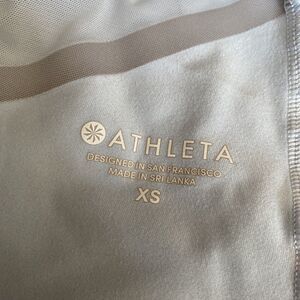 ATHLETA
DESIGNED IN SAN FRANCISCO
MADE IN SRI LANKA
XS